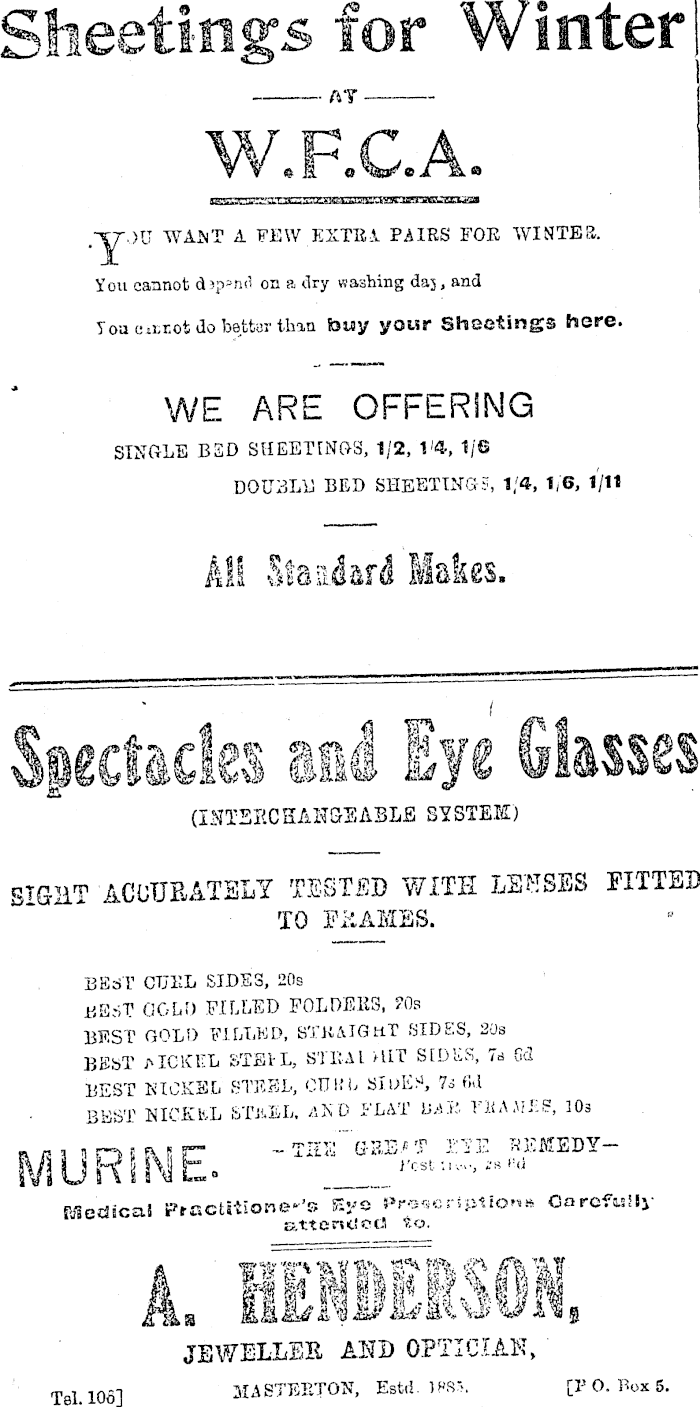 Sheetings for Winter
AT
W.F.C.A.
YOU WANT A FEW EXTRA PAIRS FOR WINTER.
You cannot depend on a dry washing day, and
You cannot do better than buy your Sheetings here.
WE ARE OFFERING
SINGLE BED SHEETINGS, 1/2, 1/4, 1/6
DOUBLE BED SHEETINGS, 1/4, 1/6, 1/11
All Standard Makes.
Spectacles and Eye Glasses
(INTERCHANGEABLE SYSTEM)
SIGHT ACCURATELY TESTED WITH LENSES FITTED
TO FRAMES.
BEST CURL SIDES, 20s
BEST GOLD FILLED FOLDERS, 20s
BEST GOLD FILLED, STRAIGHT SIDES, 20s
BEST NICKEL STEEL, STRAIGHT SIDES, 7s 6d
BEST NICKEL STEEL, CURL SIDES, 7s 6d
BEST NICKEL STEEL, AND FLAT BAR FRAMES, 10s
MURINE. -THE GREAT EYE REMEDY-
Post free, 2s
Medical Practitioner's Eye Prescriptions Carefully
attended to.
A. HENDERSON,
JEWELLER AND OPTICIAN,
Tel. 106] MASTERTON, Estd. 1885. [P O. Box 5.